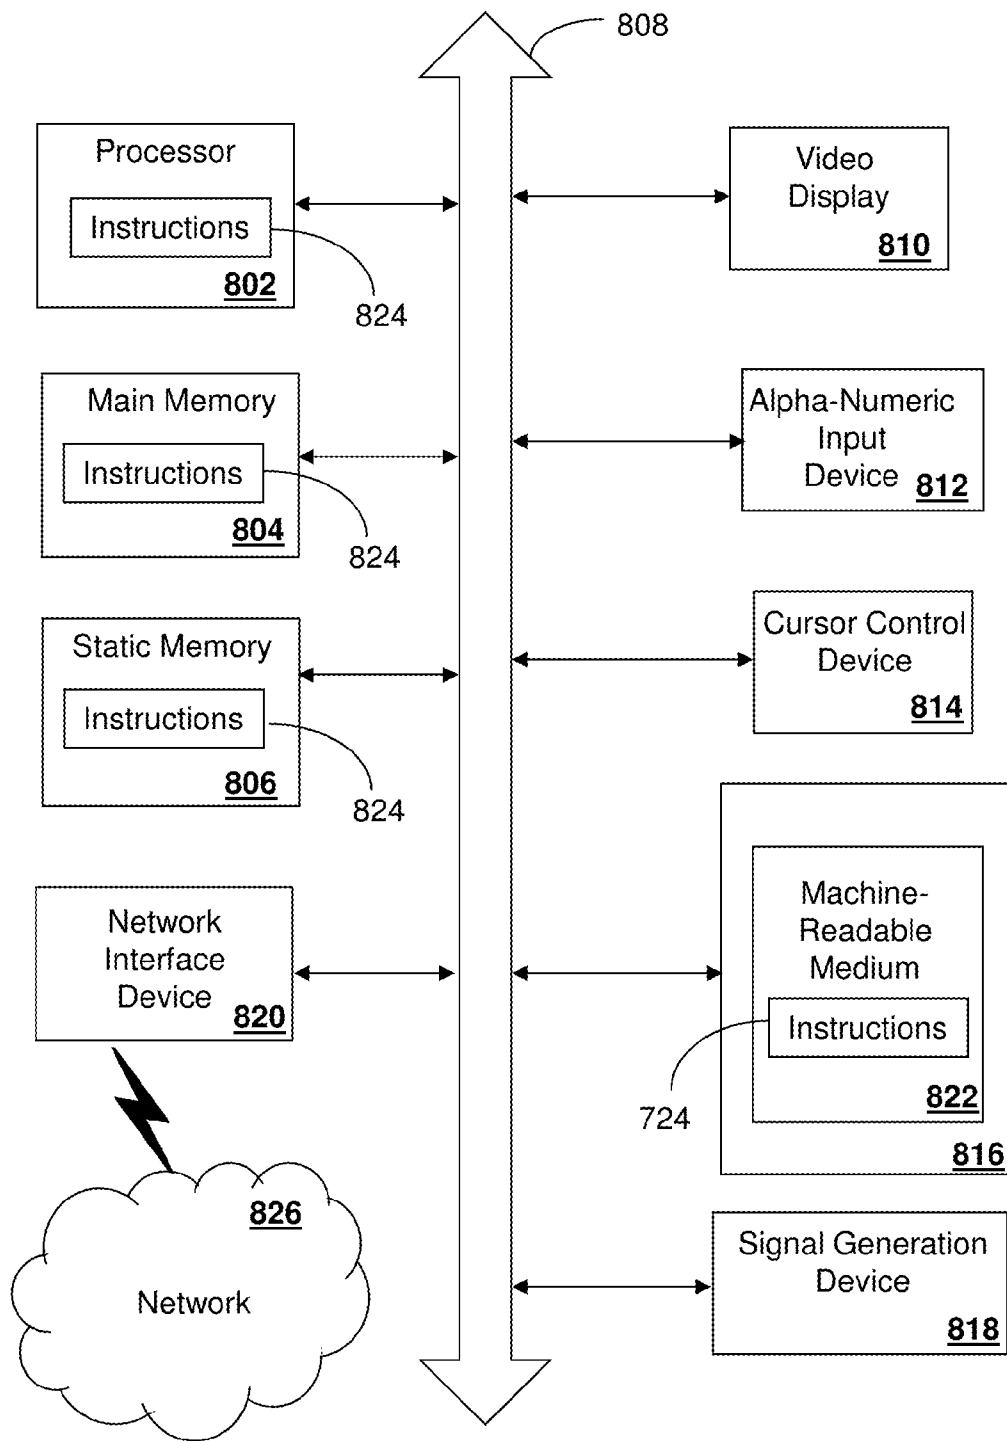 808
Processor
Instructions
802
824
Main Memory
Instructions
804
824
Static Memory
Instructions
806
824
Network
Interface
Device
820
826
Network
Video
Display
810
Alpha-Numeric
Input
Device
812
Cursor Control
Device
814
Machine-
Readable
Medium
Instructions
724
822
816
Signal Generation
Device
818